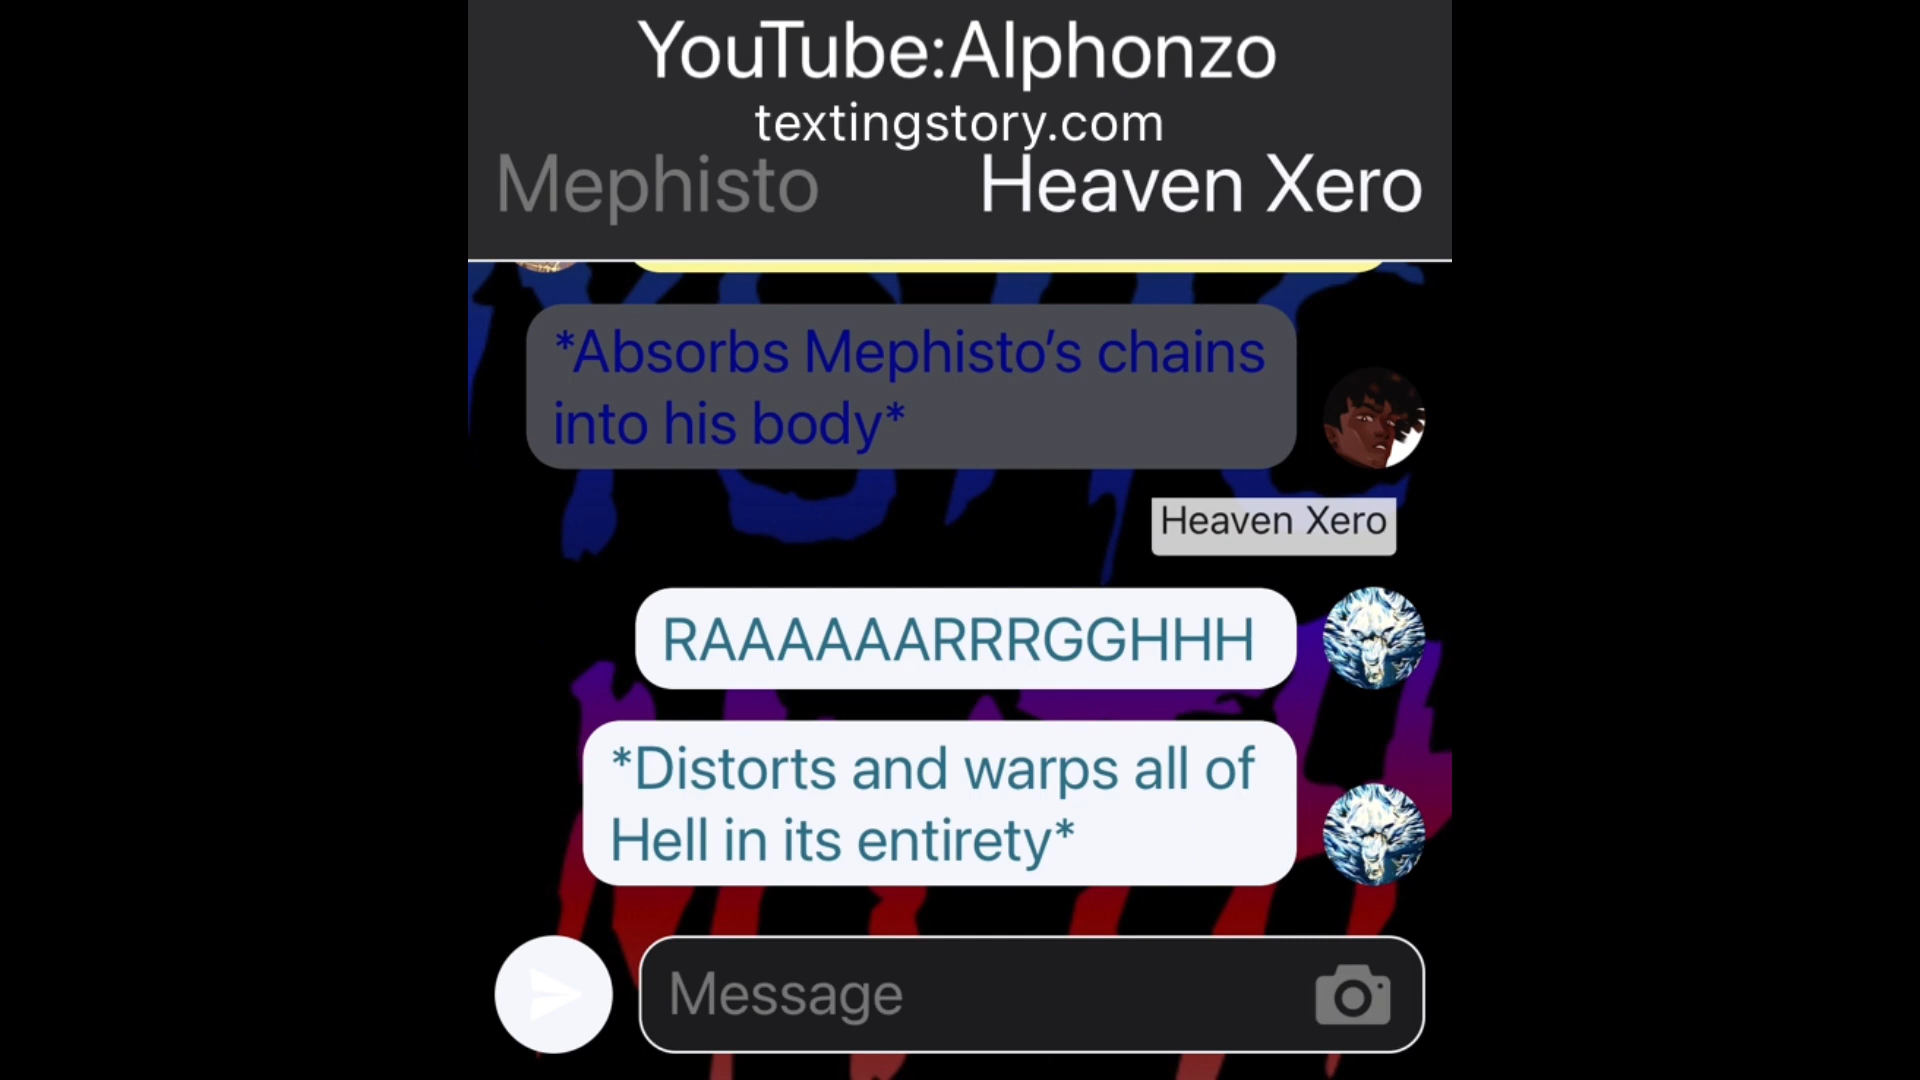 YouTube:Alphonzo
textingstory.com
Mephisto
Heaven Xero
*Absorbs Mephisto’s chains
into his body*
Heaven Xero
RAAAAAARRRGGHHH
*Distorts and warps all of
Hell in its entirety*
Message